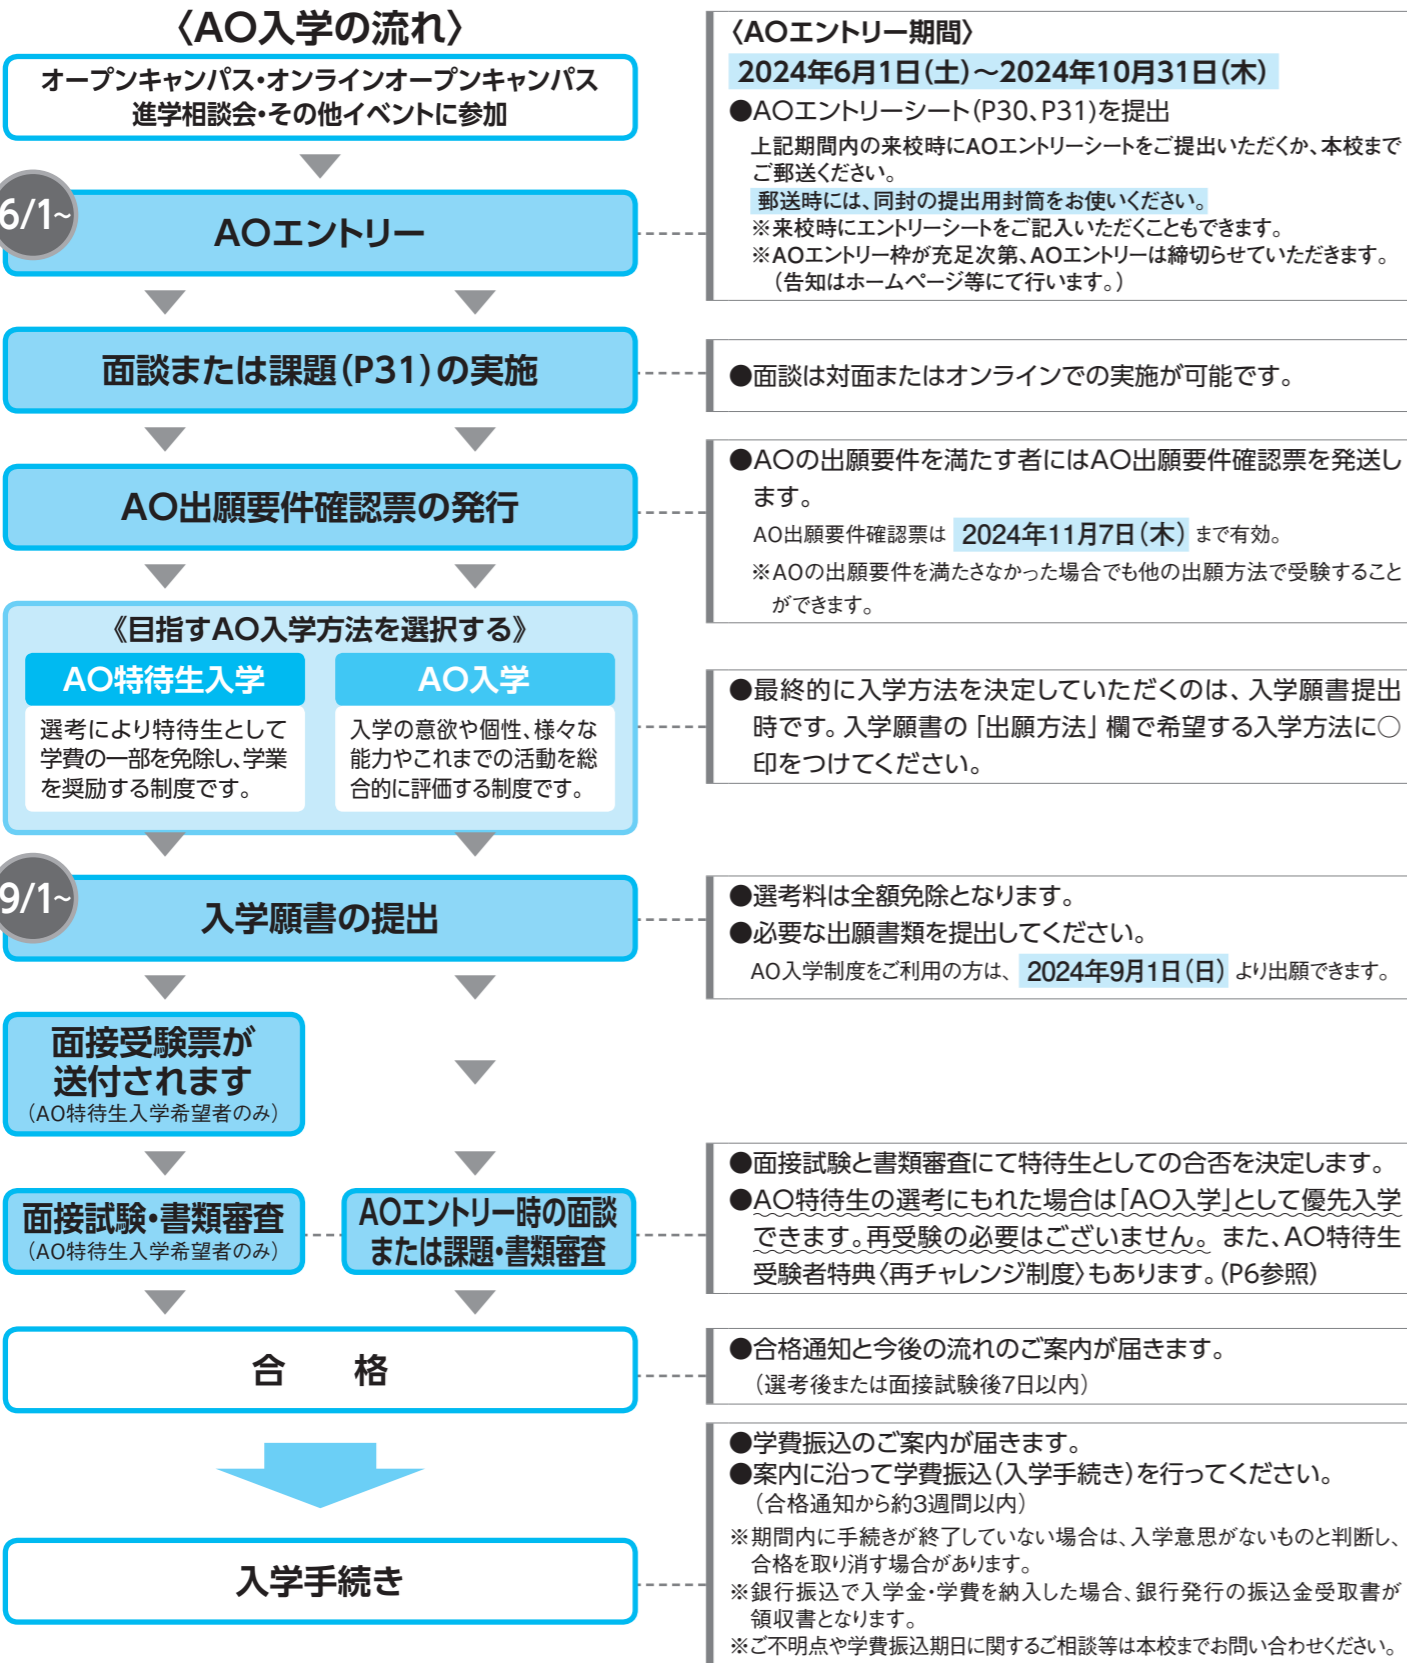 〈AO入学の流れ〉
オープンキャンパス・オンラインオープンキャンパス
進学相談会・その他イベントに参加
6/1~
AOエントリー
〈AOエントリー期間〉
2024年6月1日(土)～2024年10月31日(木)
●AOエントリーシート(P30、P31)を提出
上記期間内の来校時にAOエントリーシートをご提出いただくか、本校まで
ご郵送ください。
郵送時には、同封の提出用封筒をお使いください。
※来校時にエントリーシートをご記入いただくこともできます。
※AOエントリー枠が充足次第、AOエントリーは締切らせていただきます。
(告知はホームページ等にて行います。)
面談または課題(P31)の実施
●面談は対面またはオンラインでの実施が可能です。
AO出願要件確認票の発行
●AOの出願要件を満たす者にはAO出願要件確認票を発送し
ます。
AO出願要件確認票は 2024年11月7日(木) まで有効。
※AOの出願要件を満たさなかった場合でも他の出願方法で受験すること
ができます。
《目指すAO入学方法を選択する》
AO特待生入学
選考により特待生として
学費の一部を免除し、学業
を奨励する制度です。
AO入学
入学の意欲や個性、様々な
能力やこれまでの活動を総
合的に評価する制度です。
●最終的に入学方法を決定していただくのは、入学願書提出
時です。入学願書の「出願方法」欄で希望する入学方法に○
印をつけてください。
9/1~
入学願書の提出
●選考料は全額免除となります。
●必要な出願書類を提出してください。
AO入学制度をご利用の方は、 2024年9月1日(日) より出願できます。
面接受験票が
送付されます
(AO特待生入学希望者のみ)
面接試験・書類審査
(AO特待生入学希望者のみ)
AOエントリー時の面談
または課題・書類審査
●面接試験と書類審査にて特待生としての合否を決定します。
●AO特待生の選考にもれた場合は「AO入学」として優先入学
できます。再受験の必要はございません。また、AO特待生
受験者特典〈再チャレンジ制度〉もあります。(P6参照)
合　格
●合格通知と今後の流れのご案内が届きます。
(選考後または面接試験後7日以内)
入学手続き
●学費振込のご案内が届きます。
●案内に沿って学費振込(入学手続き)を行ってください。
(合格通知から約3週間以内)
※期間内に手続きが終了していない場合は、入学意思がないものと判断し、
合格を取り消す場合があります。
※銀行振込で入学金・学費を納入した場合、銀行発行の振込金受取書が
領収書となります。
※ご不明点や学費振込期日に関するご相談等は本校までお問い合わせください。